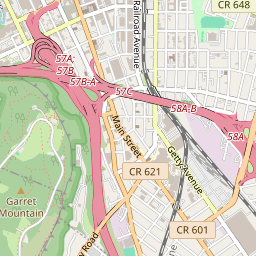 CR 648
Railroad Avenue
57A;
57B
57B-A
57C
58A-B
58A
Main Street
Getty Avenue
CR 621
Garret
Mountain
CR 601
Road